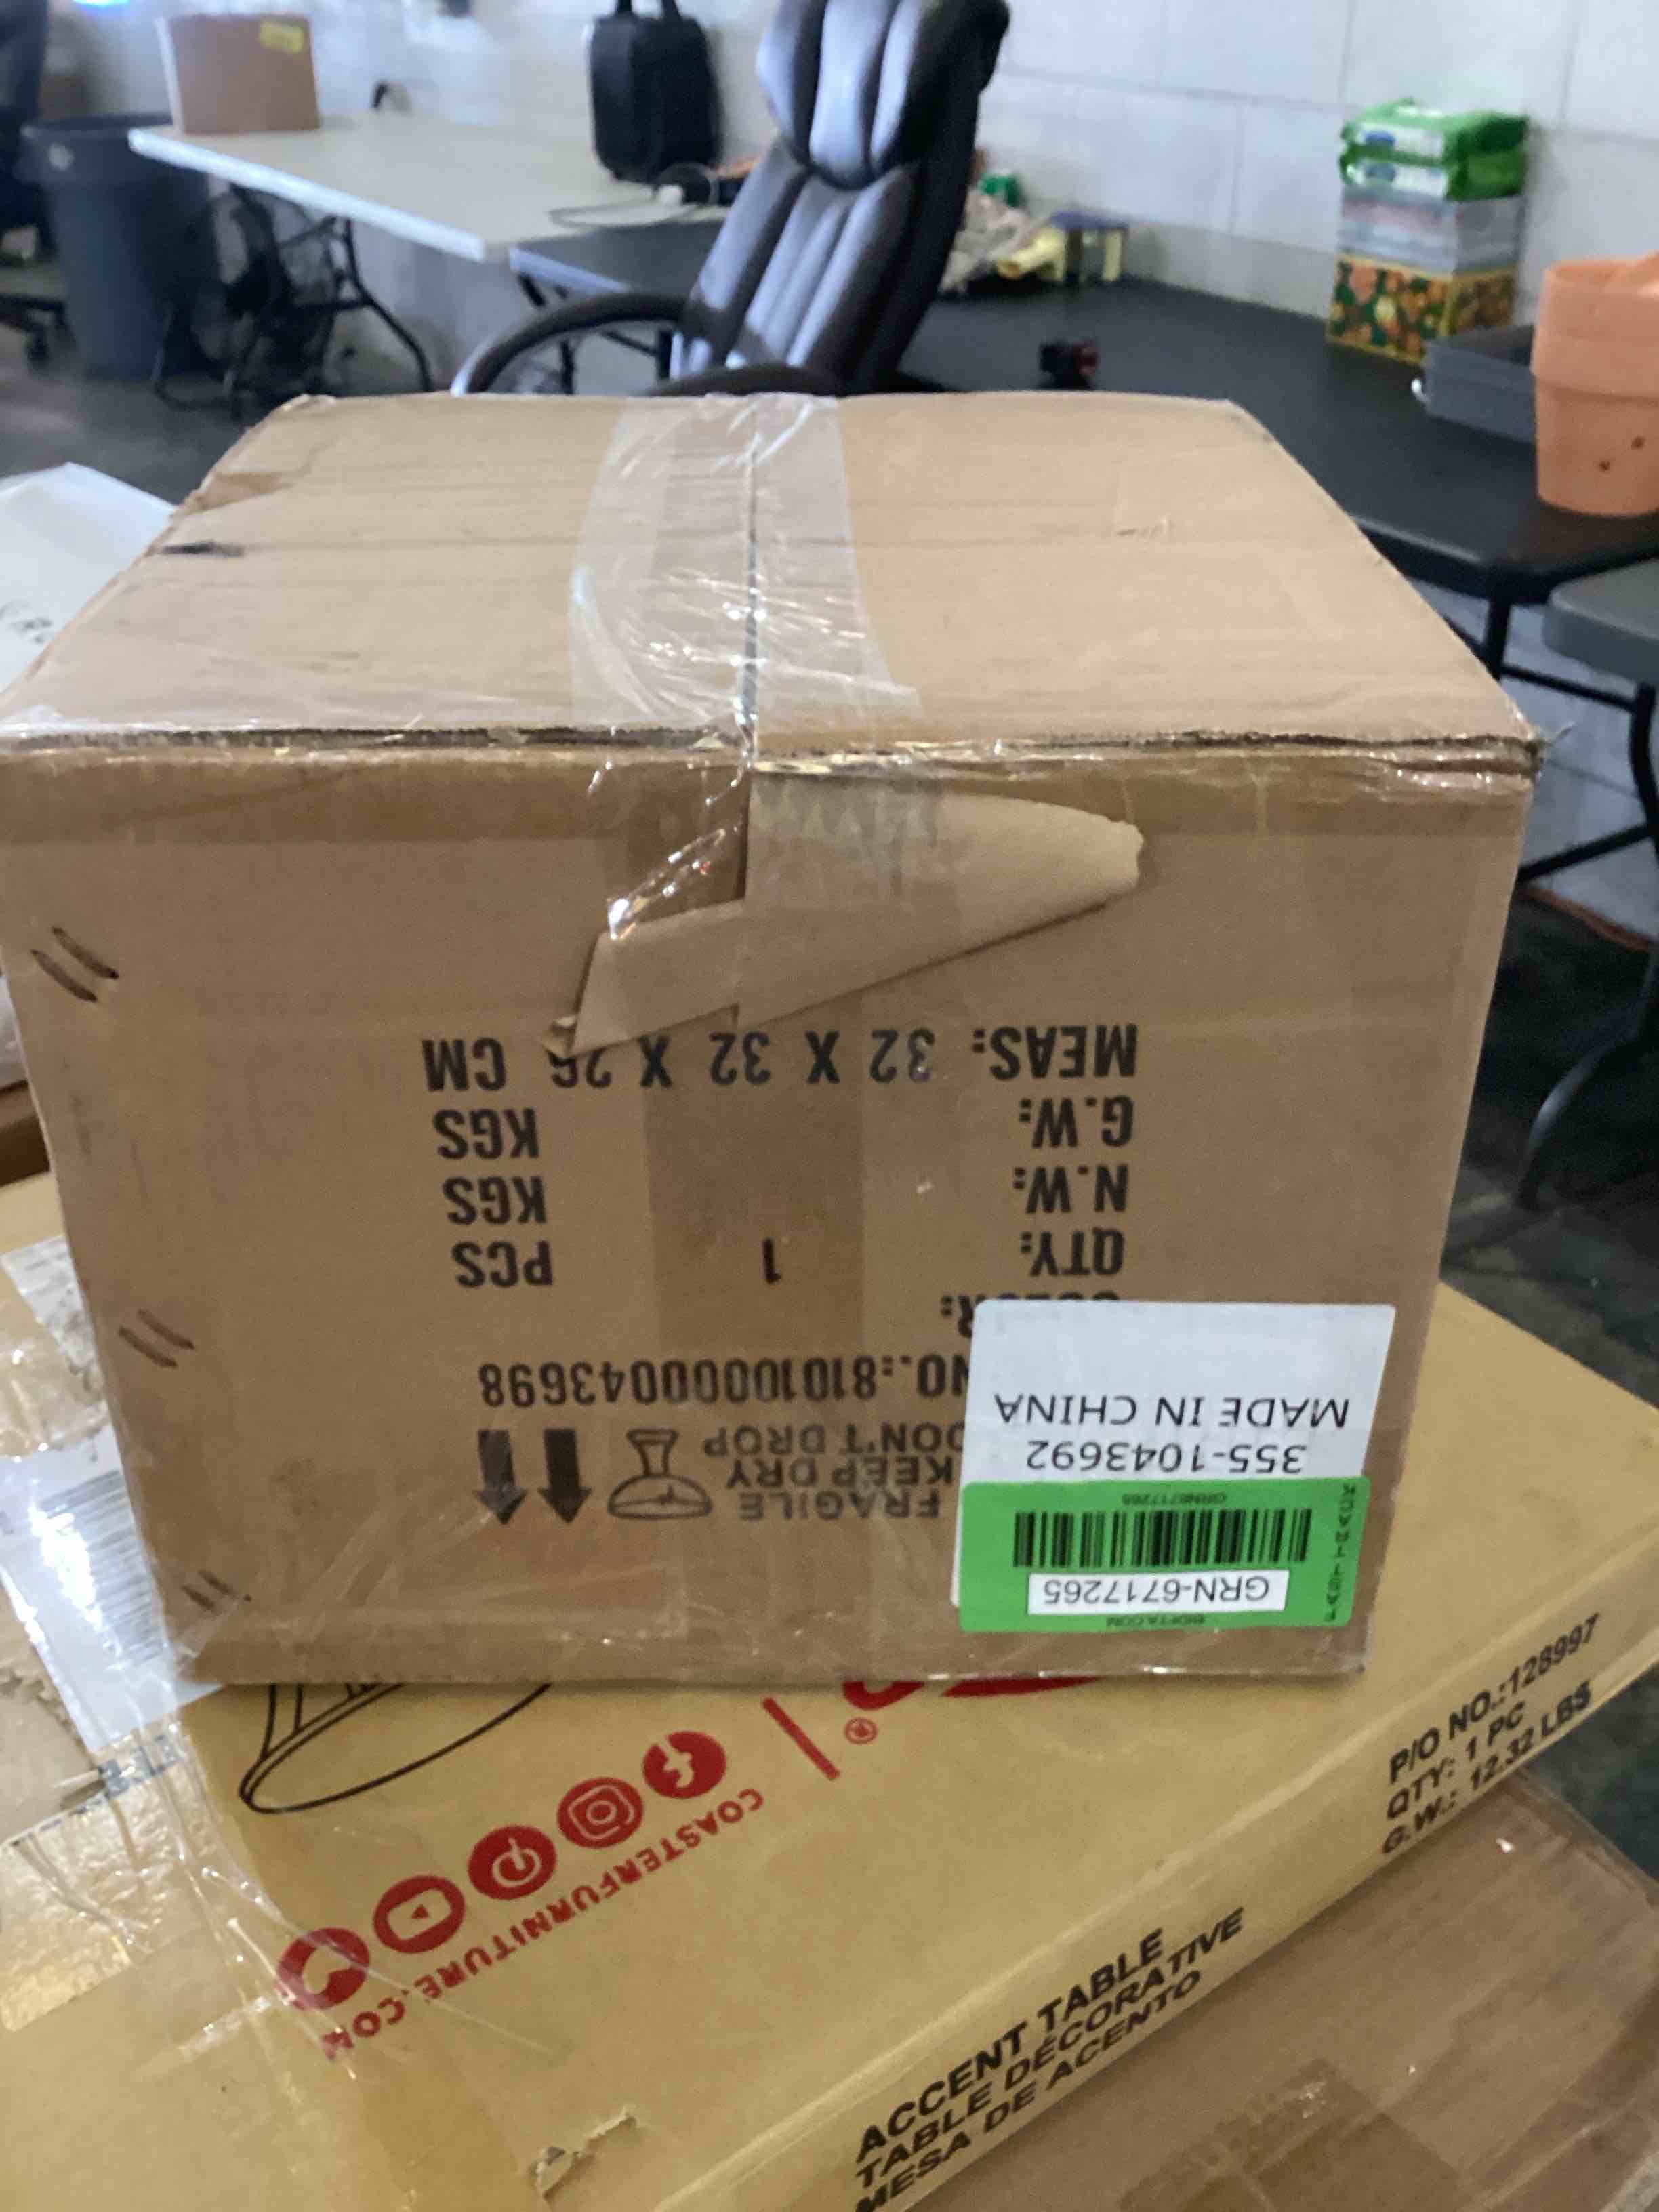 FRAGILE
KEEP DRY
DON'T DROP
NO.:8101000043698
QTY: 1 PCS
N.W: KGS
G.W: KGS
MEAS: 32 X 32 X 26 CM
GRN-6717265
GRN6717265
355-1043692
MADE IN CHINA
COASTERFURNITURE.COM
P/O NO.:128997
QTY: 1 PC
G.W.: 12.32 LBS
ACCENT TABLE
TABLE DÉCORATIVE
MESA DE ACENTO